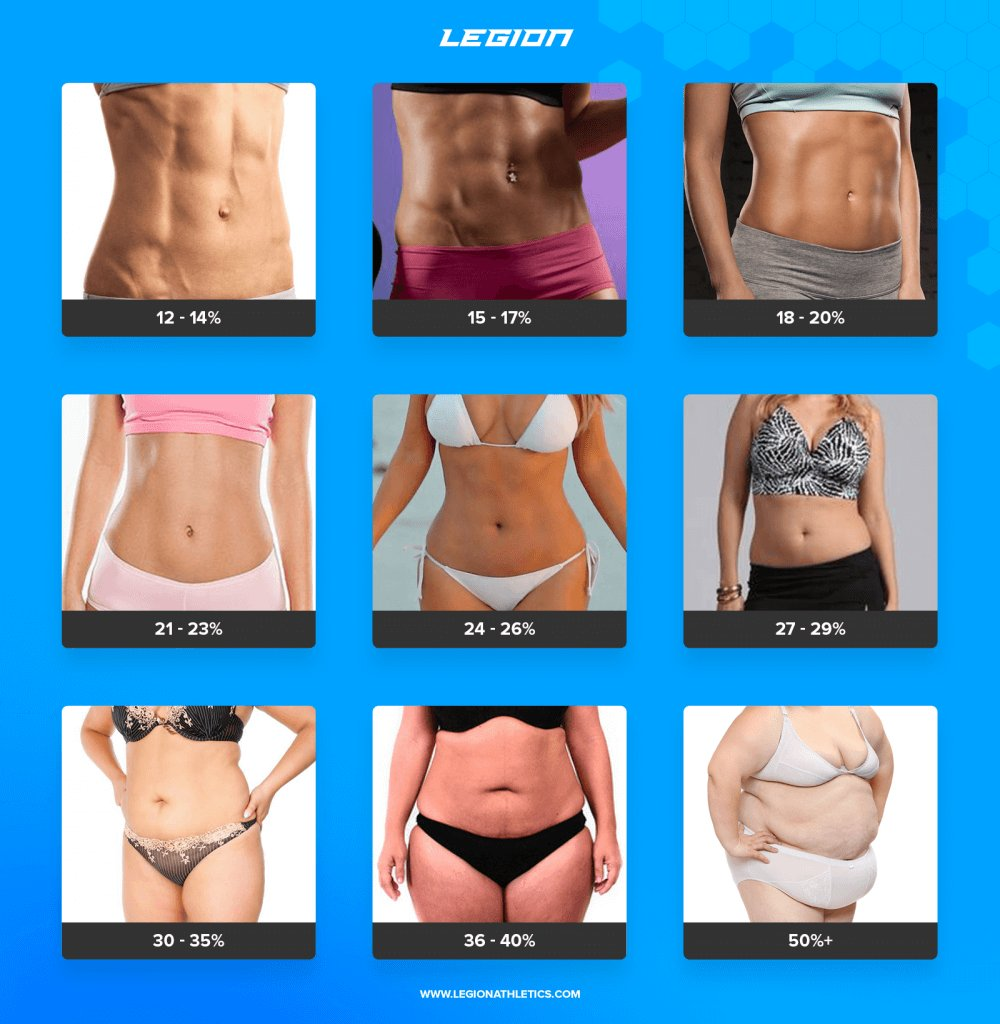 LEGION
12 - 14%
15 - 17%
18 - 20%
21 - 23%
24 - 26%
27 - 29%
30 - 35%
36 - 40%
50%+
WWW.LEGIONATHLETICS.COM